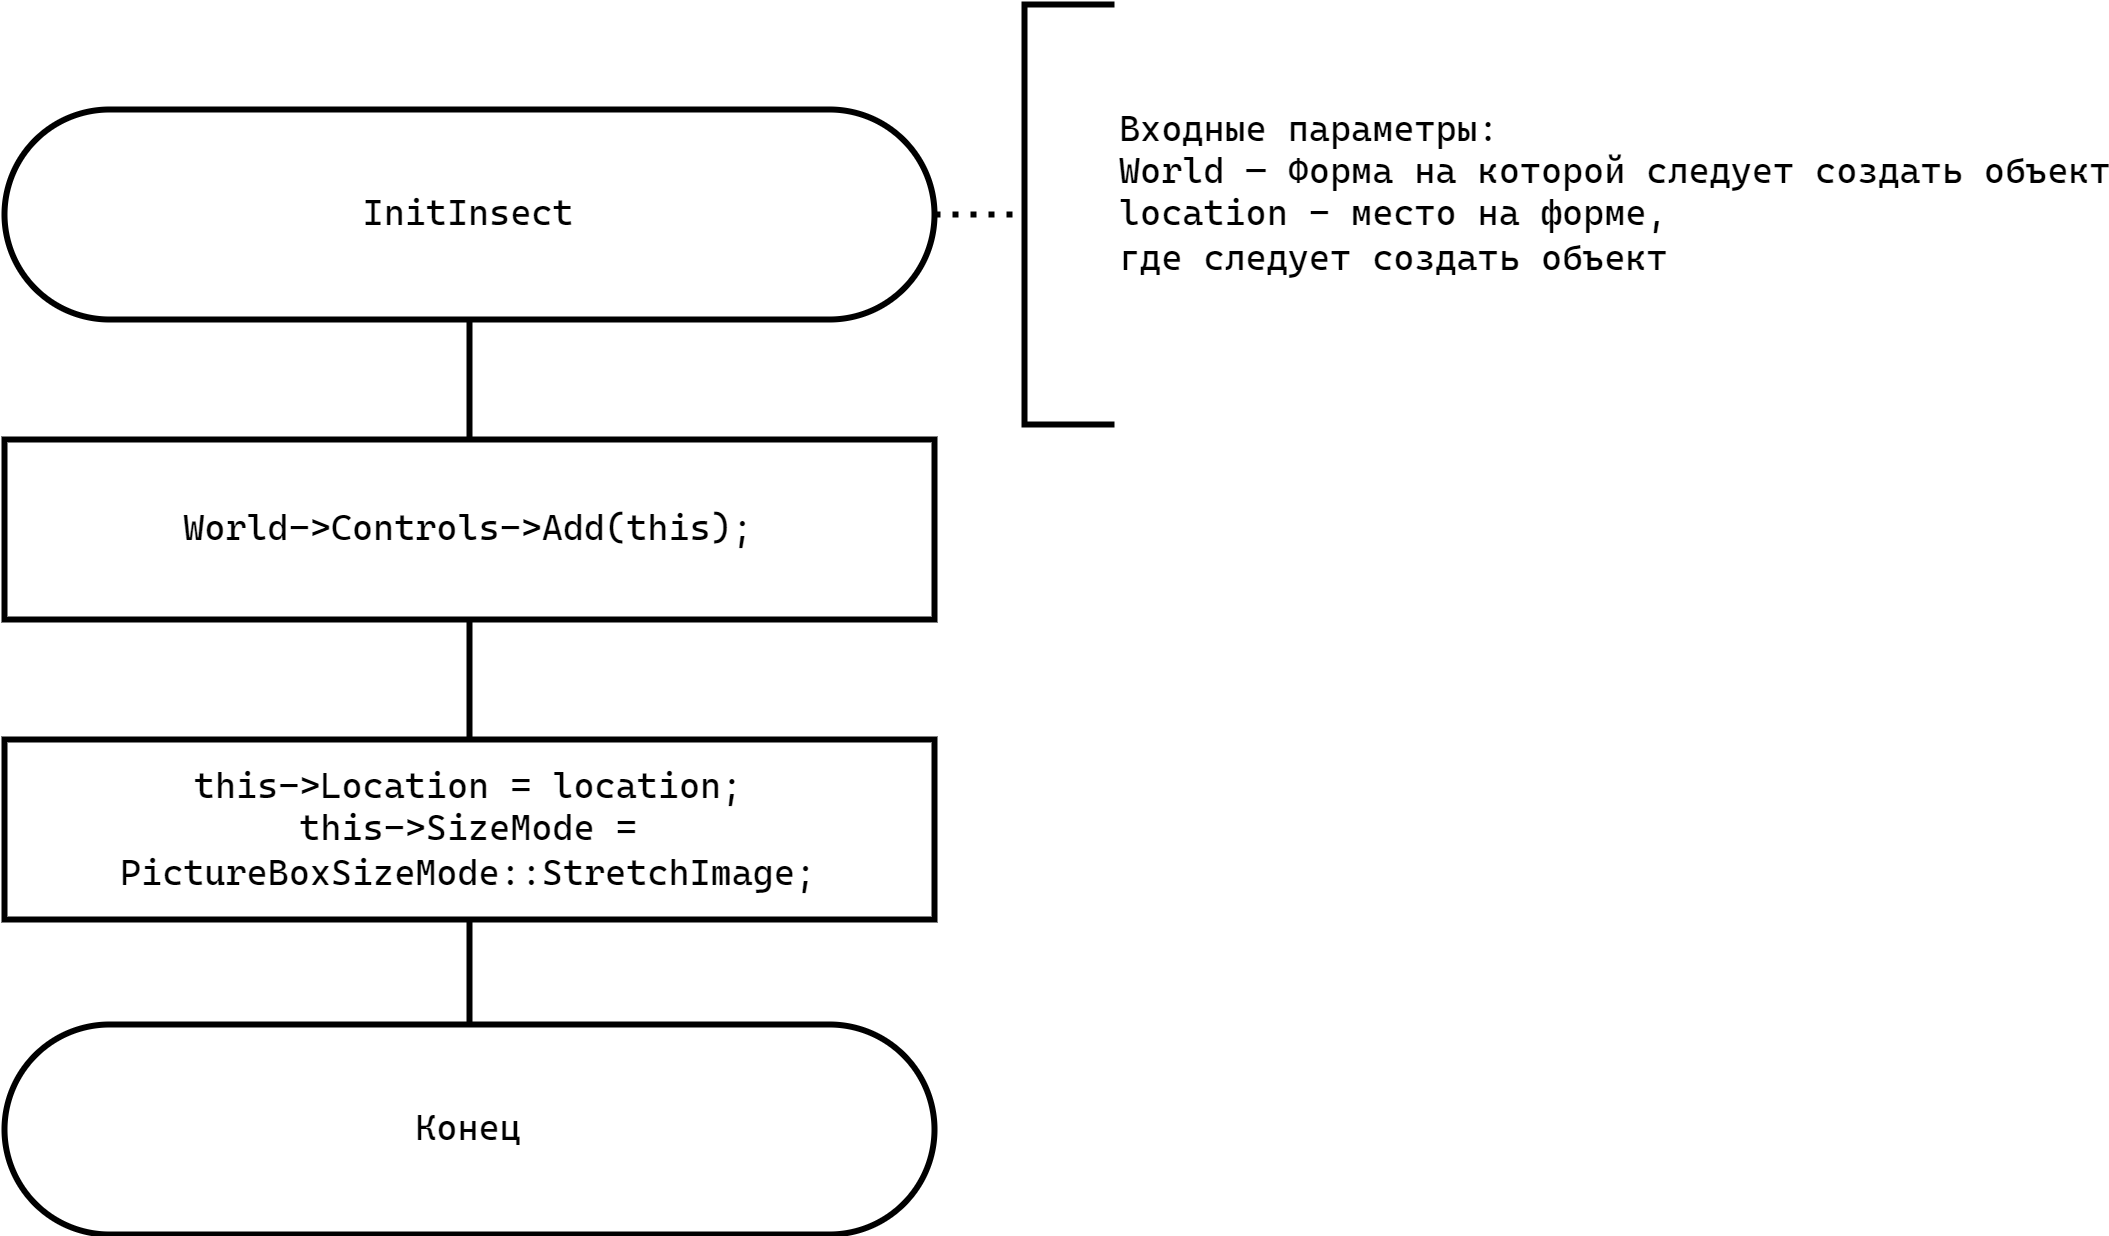 InitInsect
Входные параметры:
World – Форма на которой следует создать объект
location – место на форме,
где следует создать объект
World->Controls->Add(this);
this->Location = location;
this->SizeMode =
PictureBoxSizeMode::StretchImage;
Конец